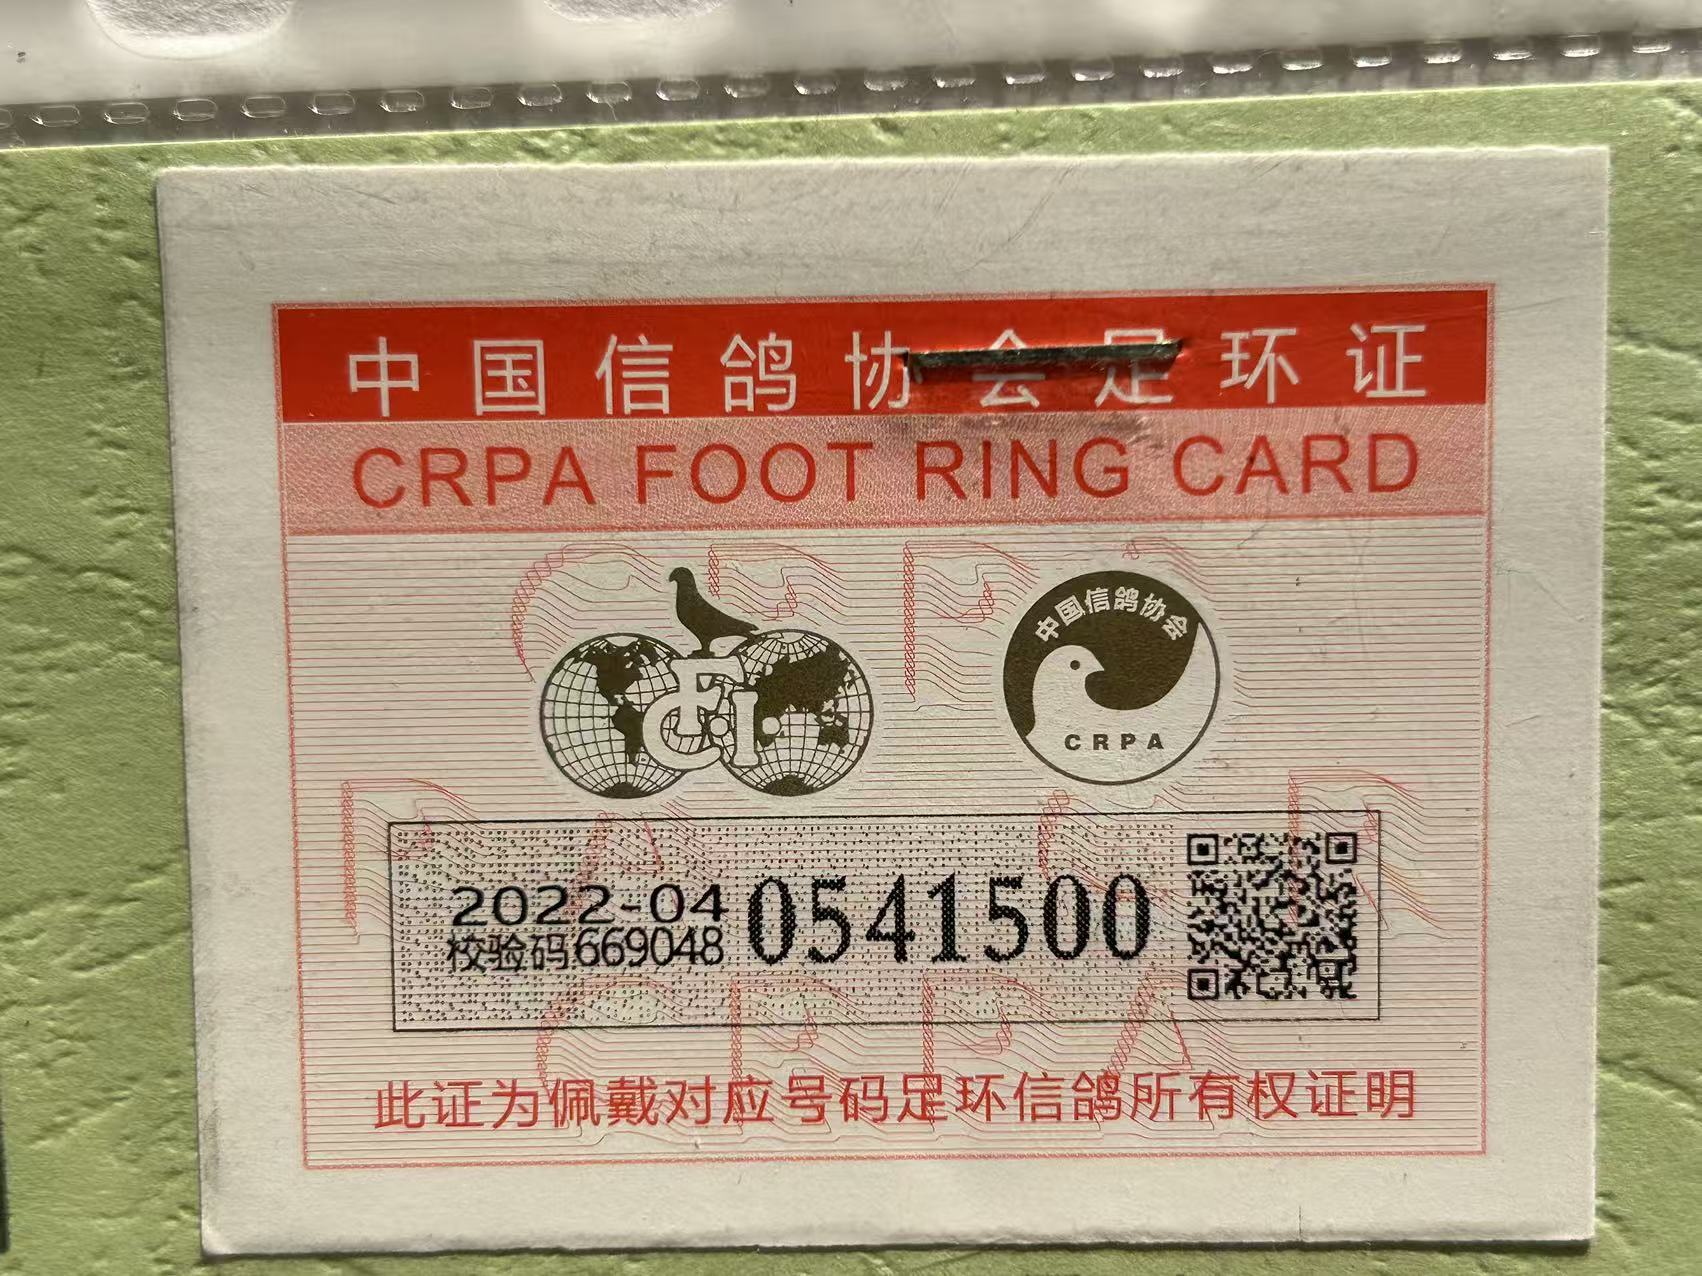 中国信鸽协会足环证
CRPA FOOT RING CARD
FCI
中国信鸽协会
CRPA
2022-04
校验码669048
0541500
此证为佩戴对应号码足环信鸽所有权证明